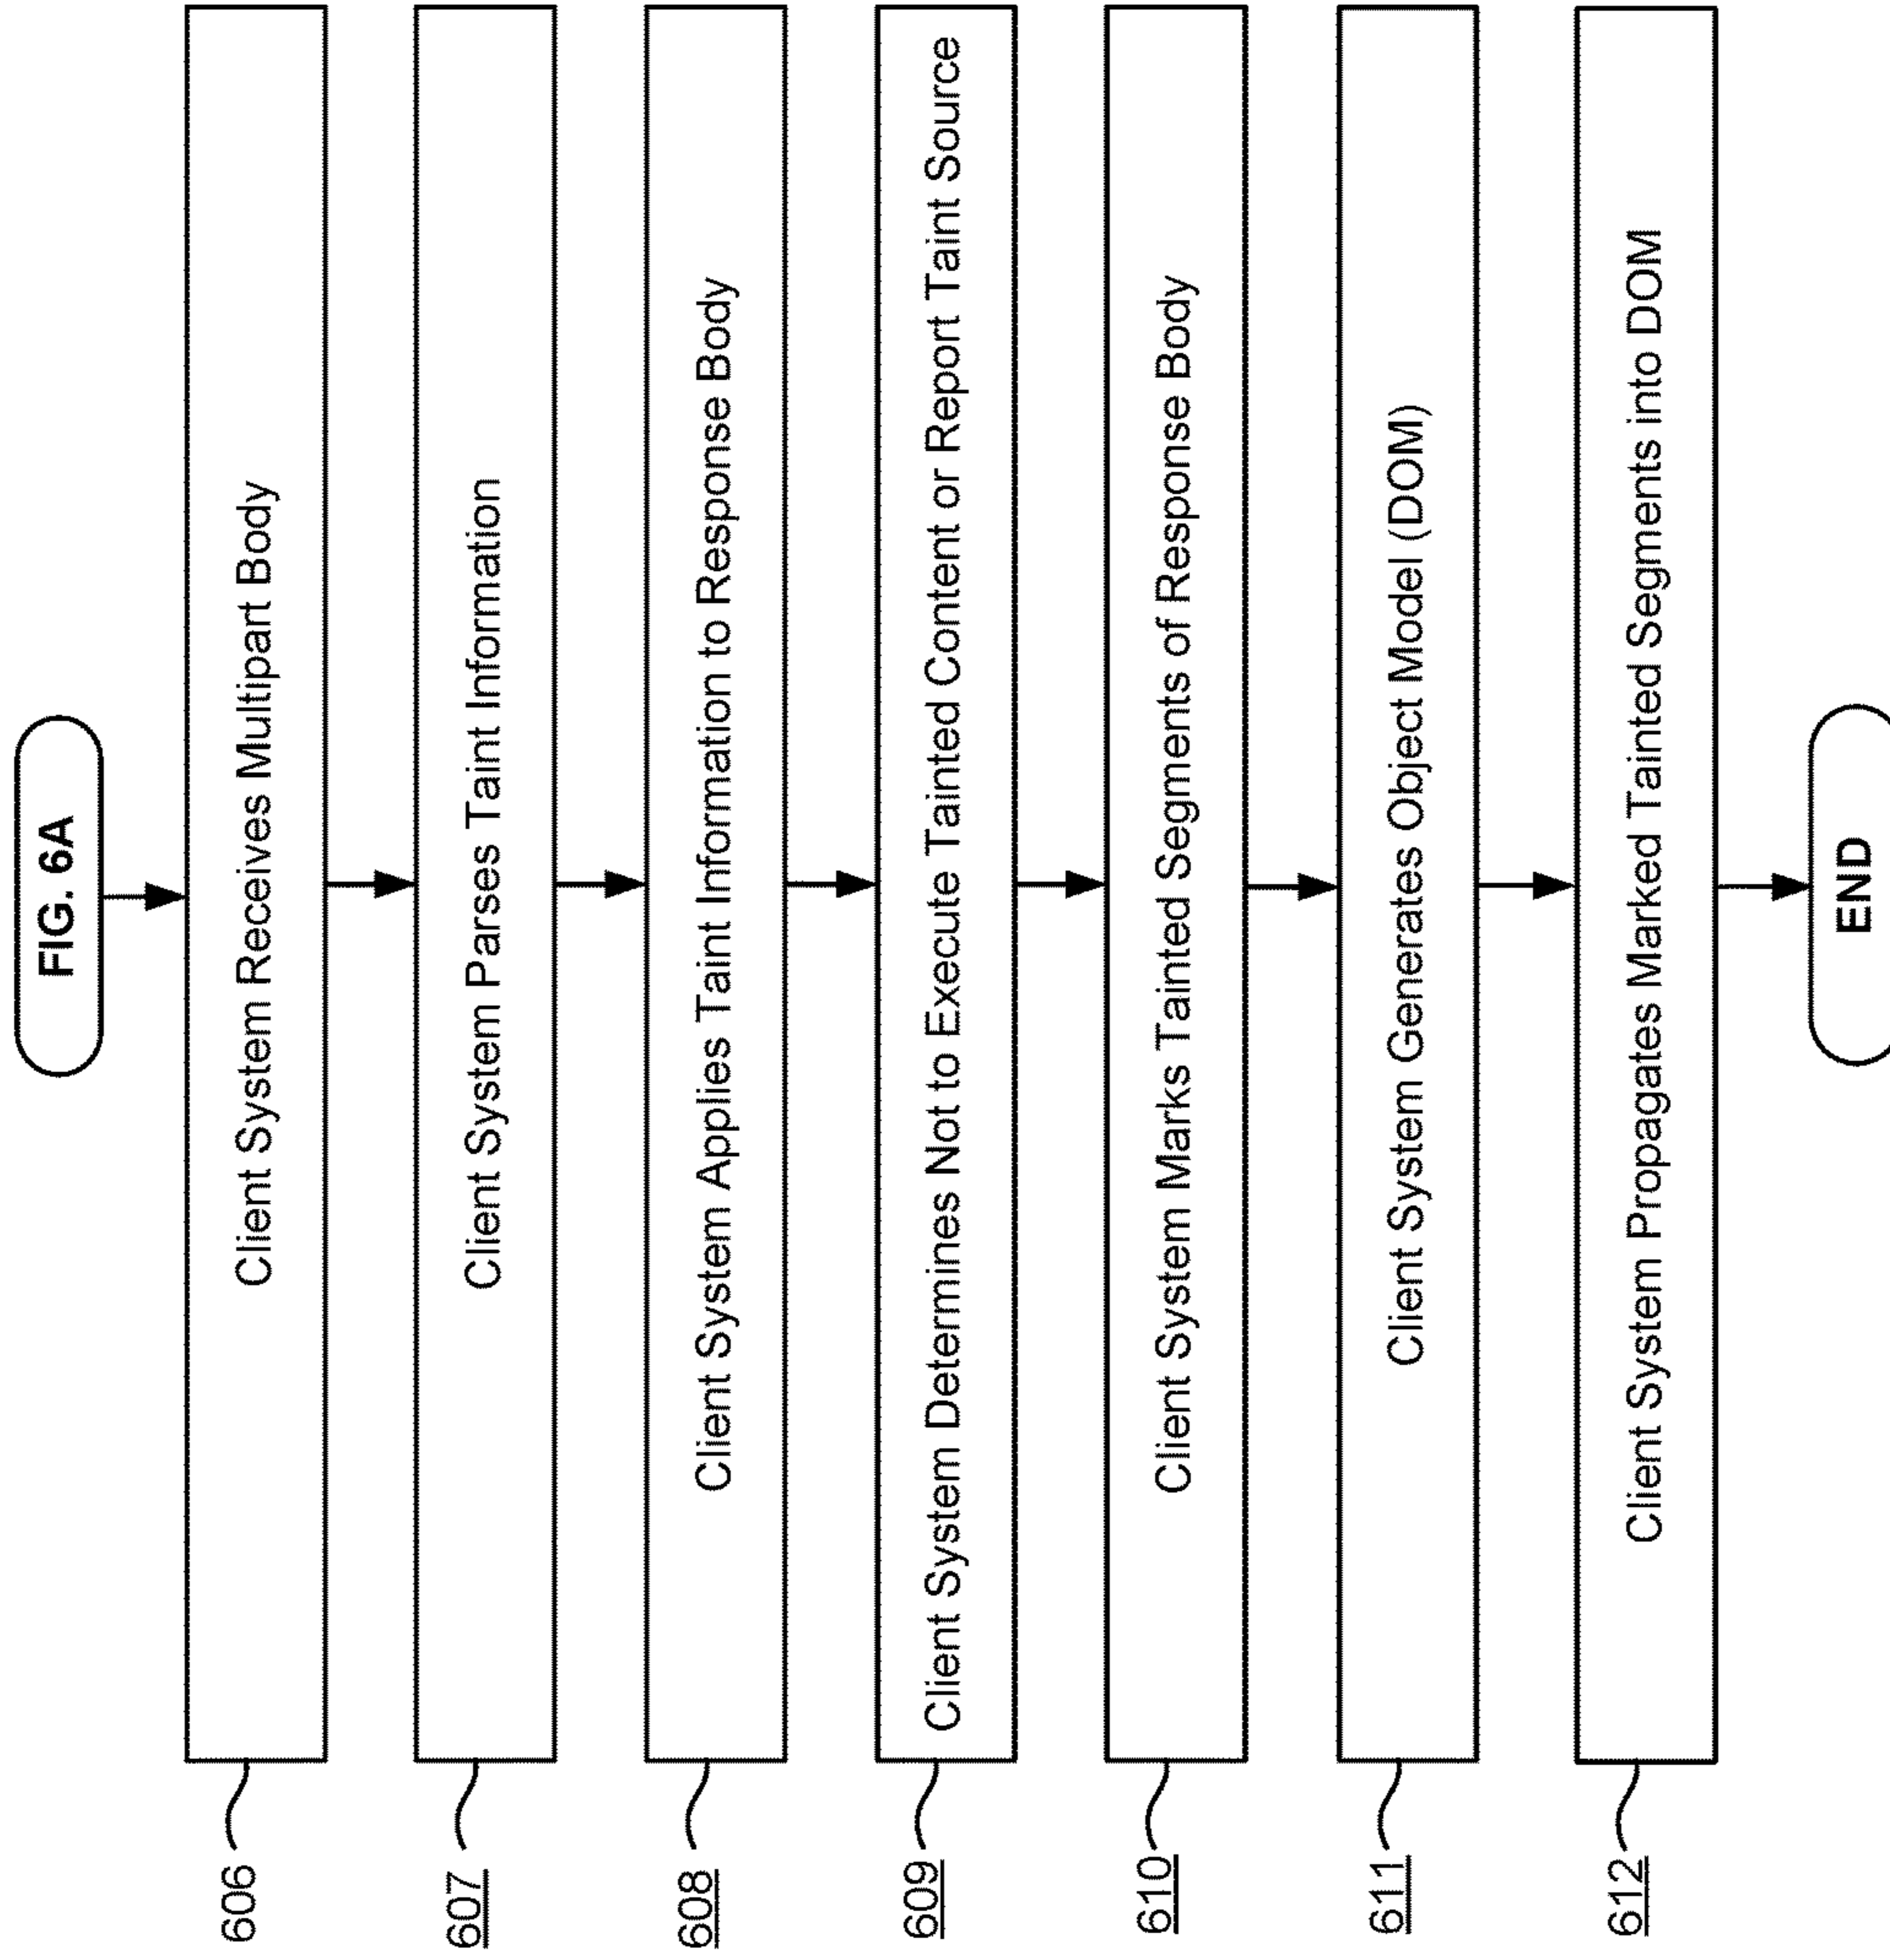 FIG. 6A
606
Client System Receives Multipart Body
607
Client System Parses Taint Information
608
Client System Applies Taint Information to Response Body
609
Client System Determines Not to Execute Tainted Content or Report Taint Source
610
Client System Marks Tainted Segments of Response Body
611
Client System Generates Object Model (DOM)
612
Client System Propagates Marked Tainted Segments into DOM
END